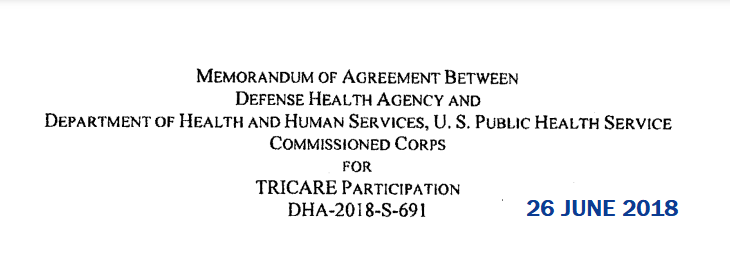 MEMORANDUM OF AGREEMENT BETWEEN
DEFENSE HEALTH AGENCY AND
DEPARTMENT OF HEALTH AND HUMAN SERVICES, U. S. PUBLIC HEALTH SERVICE
COMMISSIONED CORPS
FOR
TRICARE PARTICIPATION
DHA-2018-S-691 26 JUNE 2018